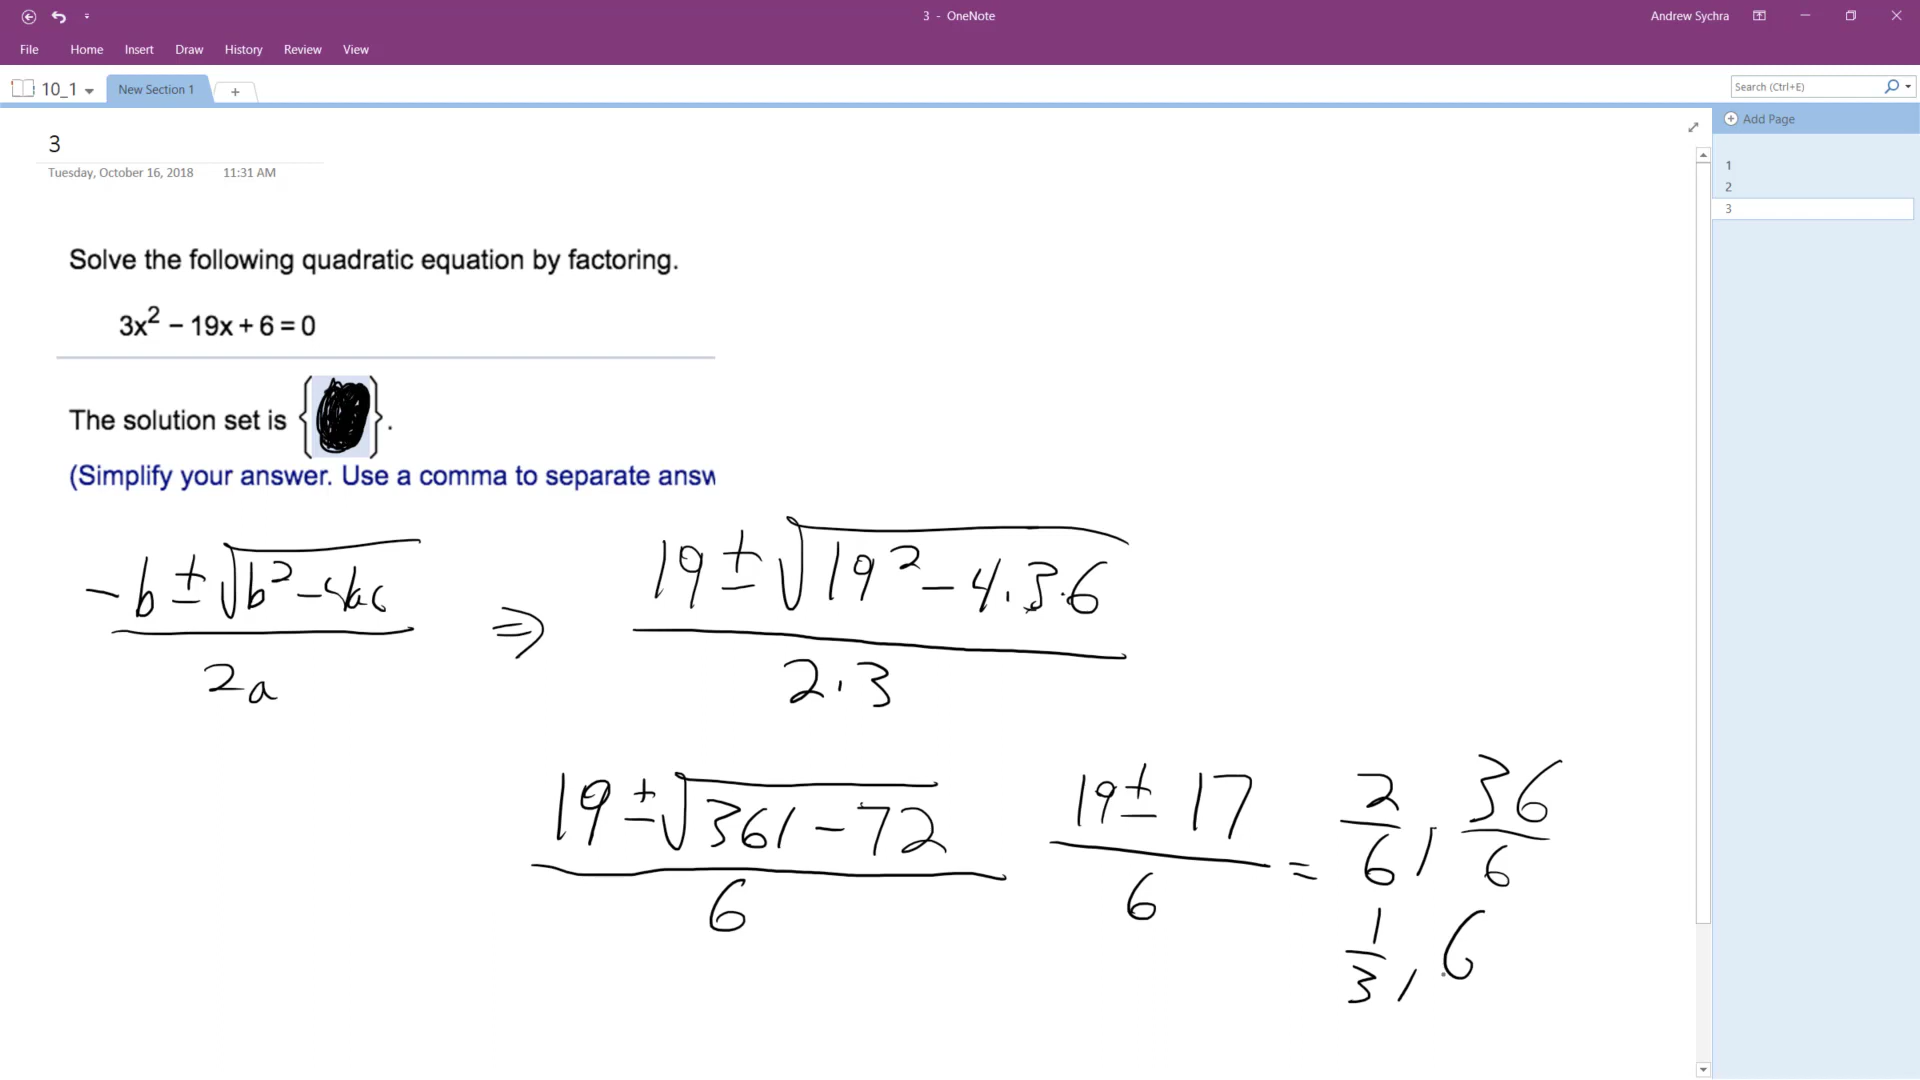 3 - OneNote
Andrew Sychra
File Home Insert Draw History Review View
10_1 New Section 1 +
Search (Ctrl+E)
Add Page
1
2
3
3
Tuesday, October 16, 2018 11:31 AM
Solve the following quadratic equation by factoring.
3x² − 19x + 6 = 0
The solution set is { }.
(Simplify your answer. Use a comma to separate answ
-b ± √(b² - 4ac) / 2a ⇒ 19 ± √(19² - 4·3·6) / 2·3
19 ± √(361 - 72) / 6
19 ± 17 / 6 = 2/6, 36/6
1/3, 6